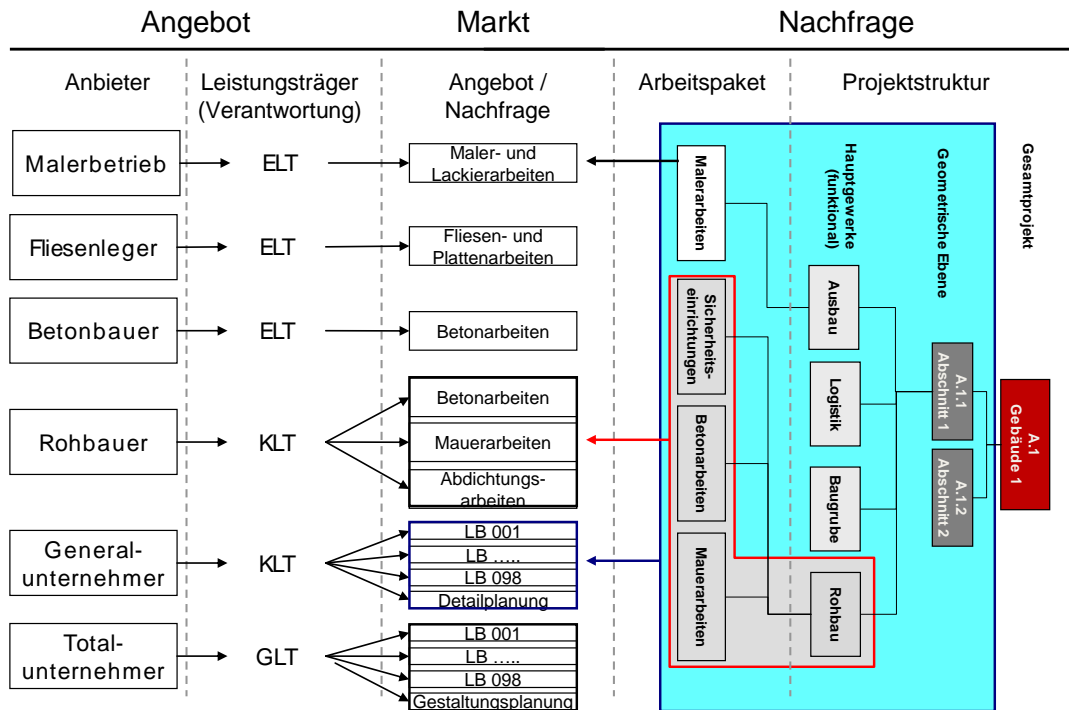 Angebot
Markt
Nachfrage
Anbieter
Leistungsträger
(Verantwortung)
Angebot /
Nachfrage
Arbeitspaket
Projektstruktur
Malerbetrieb
ELT
Maler- und
Lackierarbeiten
Fliesenleger
ELT
Fliesen- und
Plattenarbeiten
Betonbauer
ELT
Betonarbeiten
Rohbauer
KLT
Betonarbeiten
Mauerarbeiten
Abdichtungs-
arbeiten
General-
unternehmer
KLT
LB 001
LB .....
LB 098
Detailplanung
Total-
unternehmer
GLT
LB 001
LB .....
LB 098
Gestaltungsplanung
Malerarbeiten
Sicherheits-
einrichtungen
Betonarbeiten
Mauerarbeiten
Hauptgewerke
(funktional)
Ausbau
Logistik
Baugrube
Rohbau
Geometrische Ebene
A.1.1
Abschnitt 1
A.1.2
Abschnitt 2
Gesamtprojekt
A.1
Gebäude 1